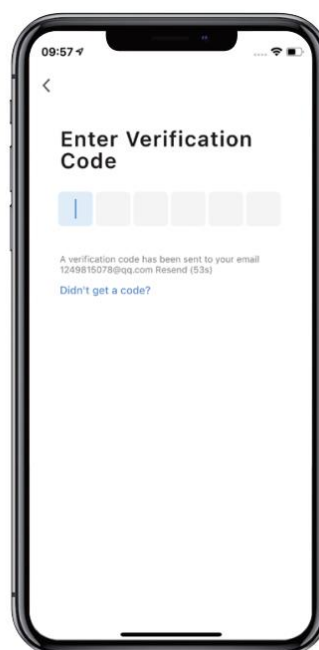 09:57
Enter Verification
Code
A verification code has been sent to your email
1249815078@qq.com Resend (53s)
Didn't get a code?